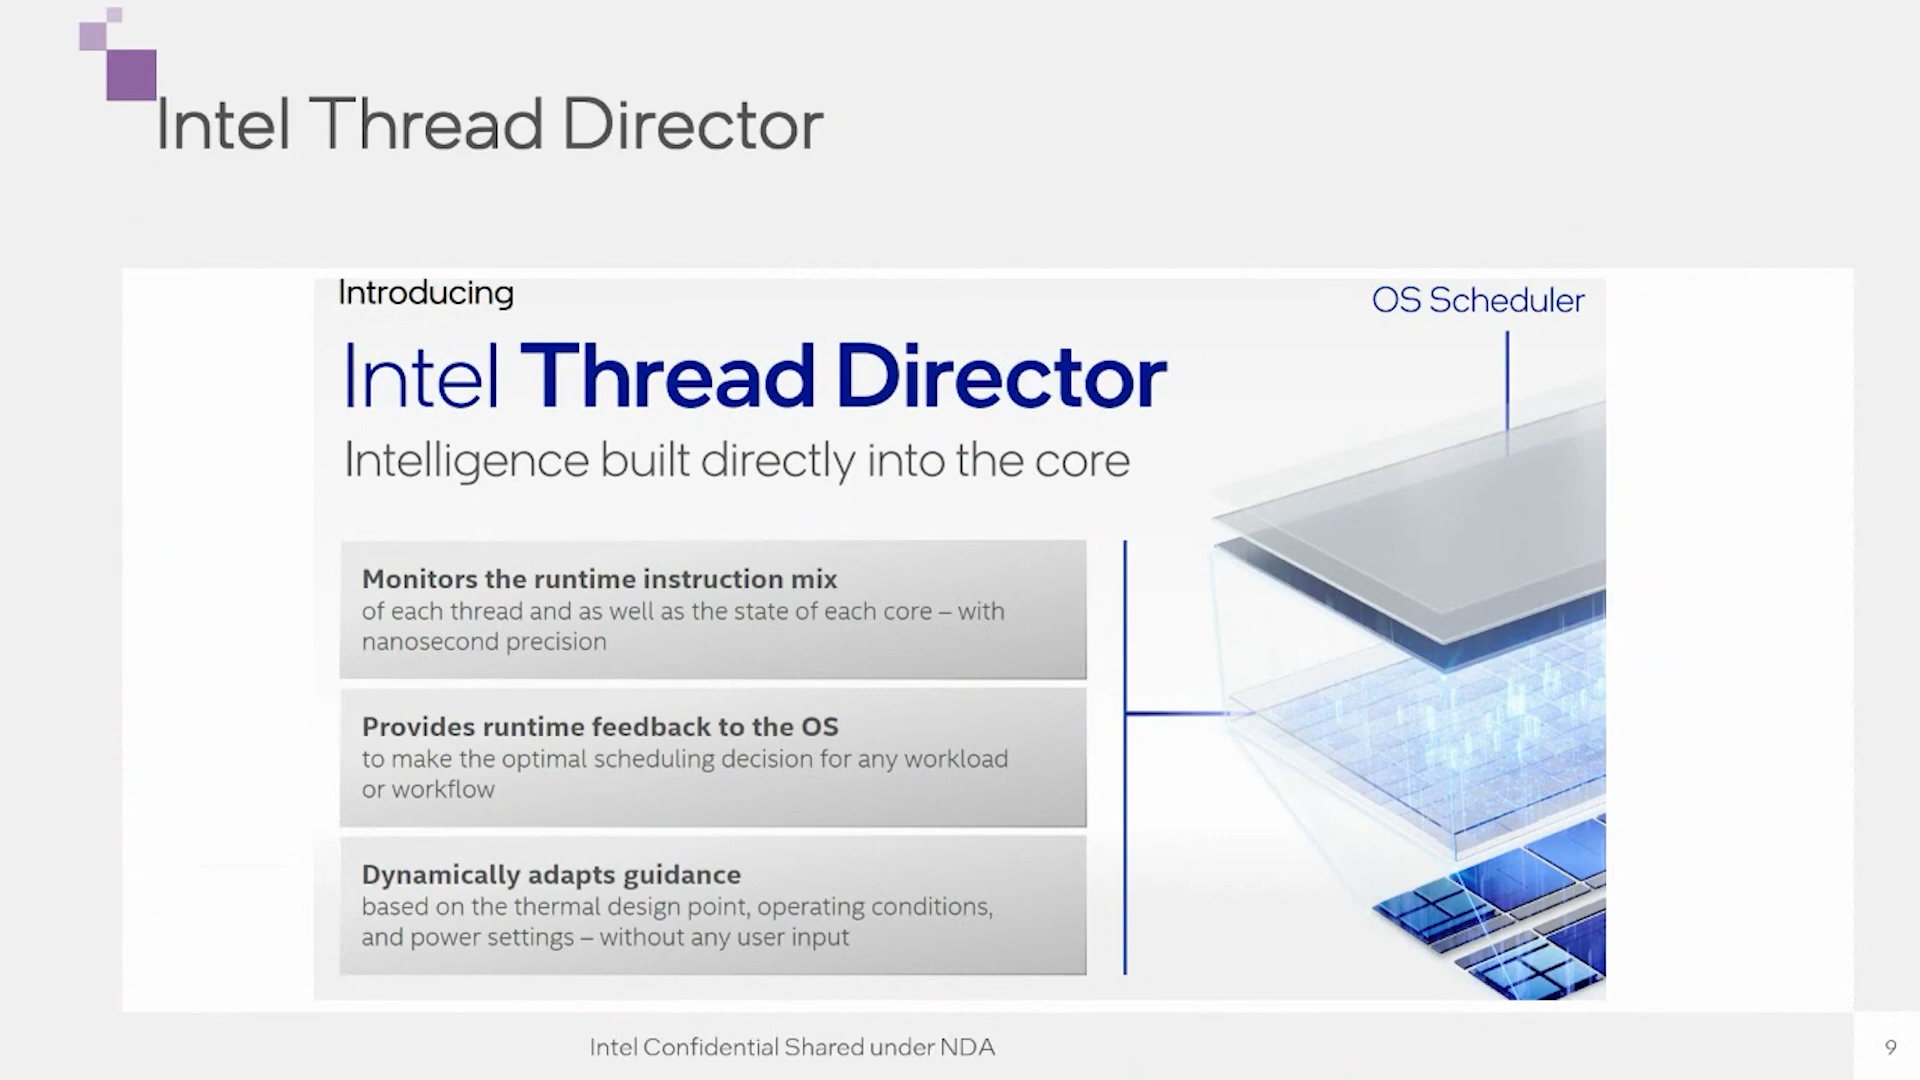 Intel Thread Director
Introducing
OS Scheduler
Intel Thread Director
Intelligence built directly into the core
Monitors the runtime instruction mix
of each thread and as well as the state of each core – with
nanosecond precision
Provides runtime feedback to the OS
to make the optimal scheduling decision for any workload
or workflow
Dynamically adapts guidance
based on the thermal design point, operating conditions,
and power settings – without any user input
Intel Confidential Shared under NDA
9